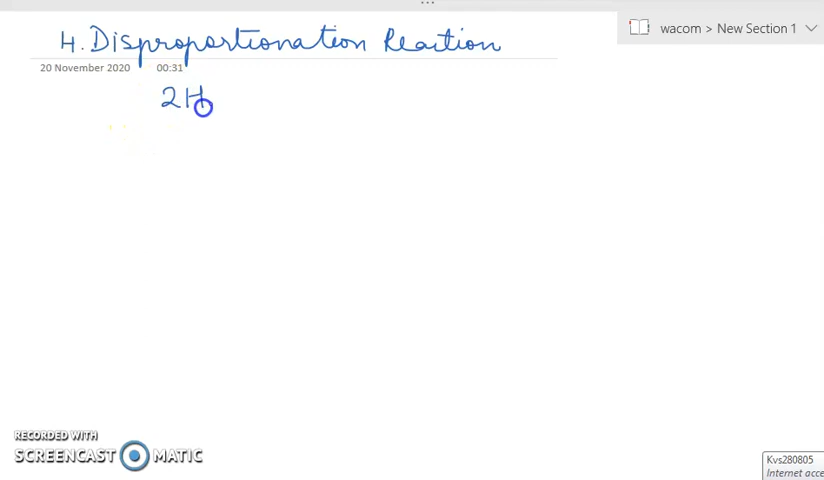 wacom > New Section 1
4. Disproportionation Reaction
20 November 2020 00:31
2H
RECORDED WITH
SCREENCAST MATIC
Kvs280805
Internet acce